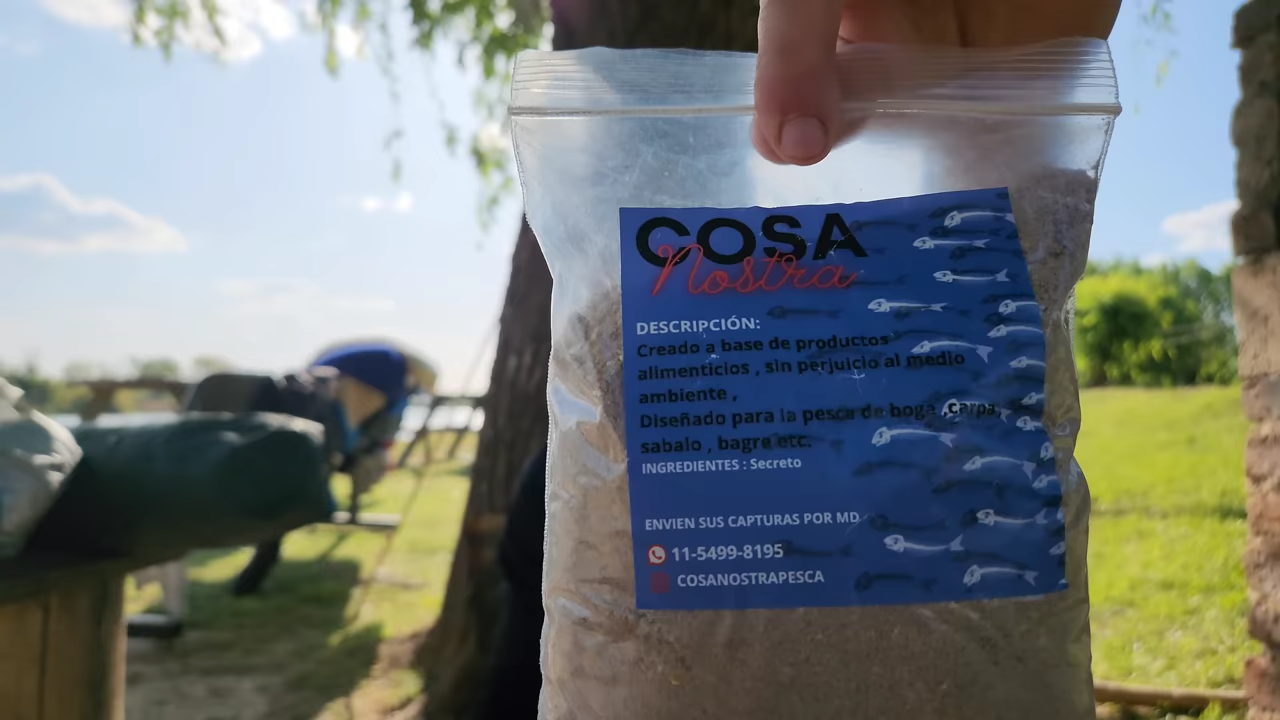 COSA
Nostra
DESCRIPCIÓN:
Creado a base de productos
alimenticios , sin perjuicio al medio
ambiente ,
Diseñado para la pesca de boga ,carpa,
sabalo , bagre etc.
INGREDIENTES : Secreto
ENVIEN SUS CAPTURAS POR MD
11-5499-8195
COSANOSTRAPESCA